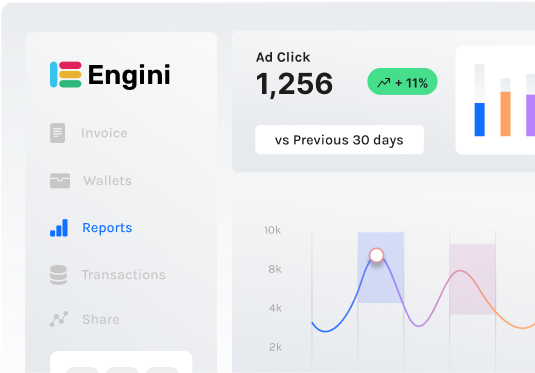 Engini
Invoice
Wallets
Reports
Transactions
Share
Ad Click
1,256
+ 11%
vs Previous 30 days
10k
8k
4k
2k